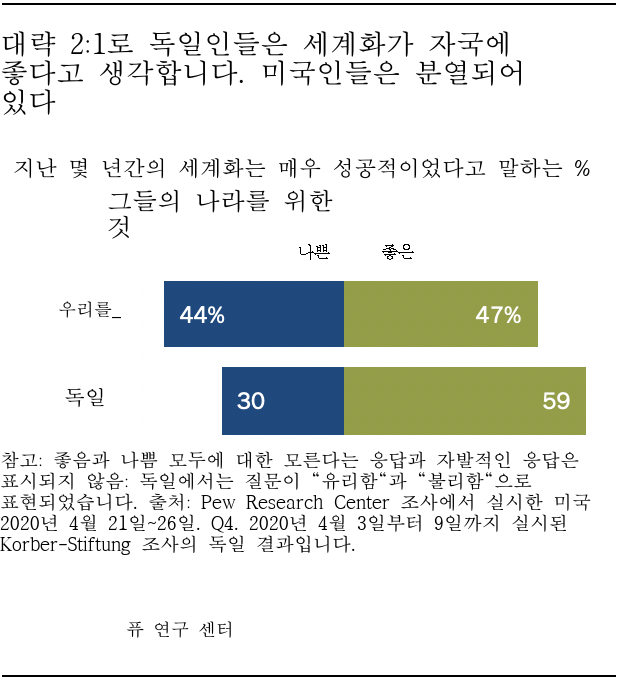 대략 2:1로 독일인들은 세계화가 자국에
좋다고 생각합니다. 미국인들은 분열되어
있다
지난 몇 년간의 세계화는 매우 성공적이었다고 말하는 %
그들의 나라를 위한
것
나쁜 좋은
우리를_ 44% 47%
독일 30 59
참고: 좋음과 나쁨 모두에 대한 모른다는 응답과 자발적인 응답은
표시되지 않음: 독일에서는 질문이 “유리함“과 “불리함“으로
표현되었습니다. 출처: Pew Research Center 조사에서 실시한 미국
2020년 4월 21일~26일. Q4. 2020년 4월 3일부터 9일까지 실시된
Korber-Stiftung 조사의 독일 결과입니다.
퓨 연구 센터